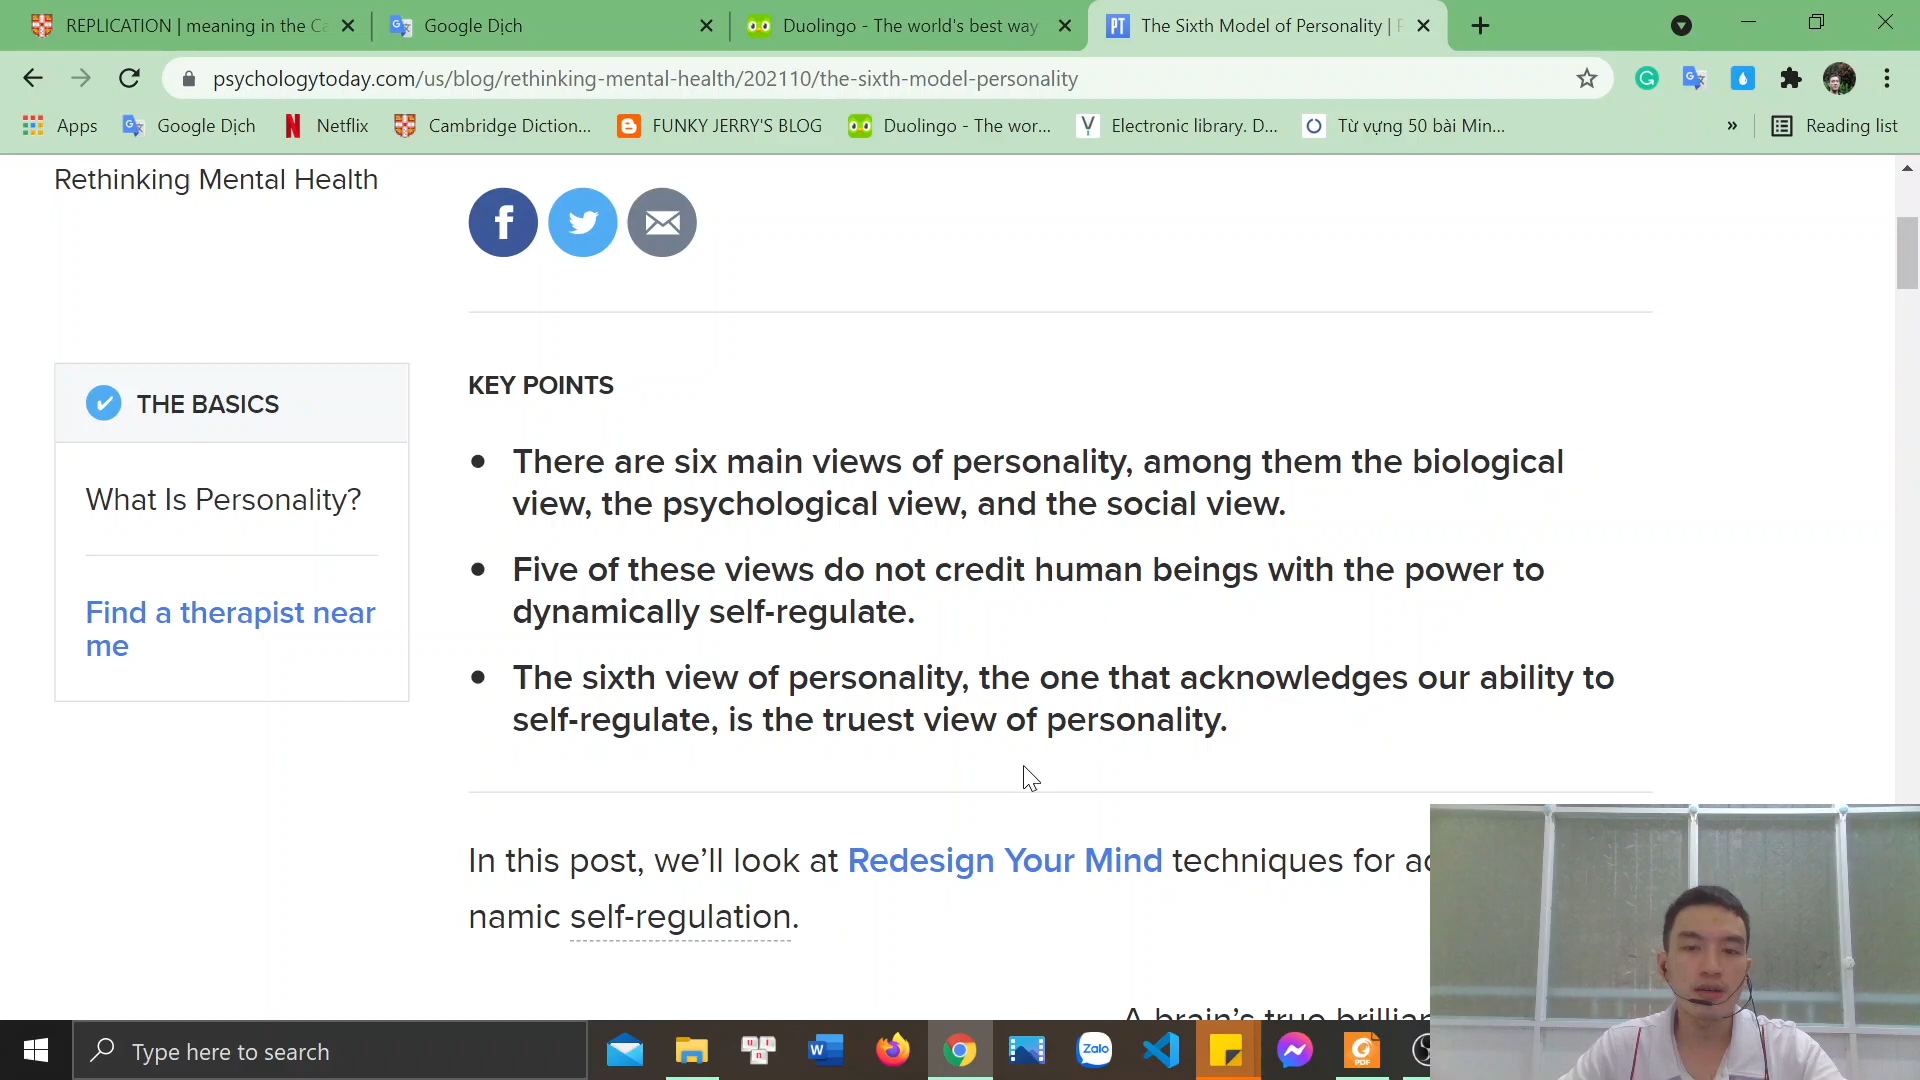 REPLICATION | meaning in the Ca
Google Dịch
Duolingo - The world's best way
PT
The Sixth Model of Personality |
psychologytoday.com/us/blog/rethinking-mental-health/202110/the-sixth-model-personality
Apps
Google Dịch
Netflix
Cambridge Diction...
FUNKY JERRY'S BLOG
Duolingo - The wor...
Electronic library. D...
Từ vựng 50 bài Min...
»
Reading list
Rethinking Mental Health
KEY POINTS
THE BASICS
What Is Personality?
Find a therapist near
me
• There are six main views of personality, among them the biological
view, the psychological view, and the social view.
• Five of these views do not credit human beings with the power to
dynamically self-regulate.
• The sixth view of personality, the one that acknowledges our ability to
self-regulate, is the truest view of personality.
In this post, we’ll look at Redesign Your Mind techniques for
namic self-regulation.
A brain’s true
Type here to search
Zalo
PDF